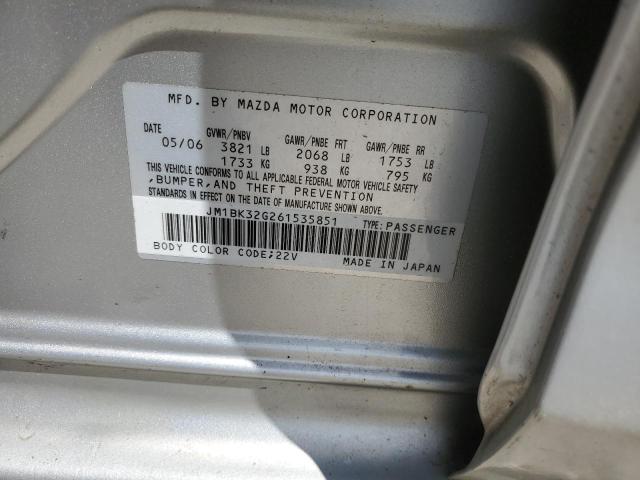 MFD. BY MAZDA MOTOR CORPORATION
DATE GVWR/PNBV GAWR/PNBE FRT GAWR/PNBE RR
05/06 3821 LB 2068 LB 1753 LB
1733 KG 938 KG 795 KG
THIS VEHICLE CONFORMS TO ALL APPLICABLE FEDERAL MOTOR VEHICLE SAFETY
,BUMPER,AND THEFT PREVENTION
STANDARDS IN EFFECT ON THE DATE OF MANUFACTURE SHOWN ABOVE.
JM1BK32G261535851 TYPE:PASSENGER
BODY COLOR CODE;22V MADE IN JAPAN